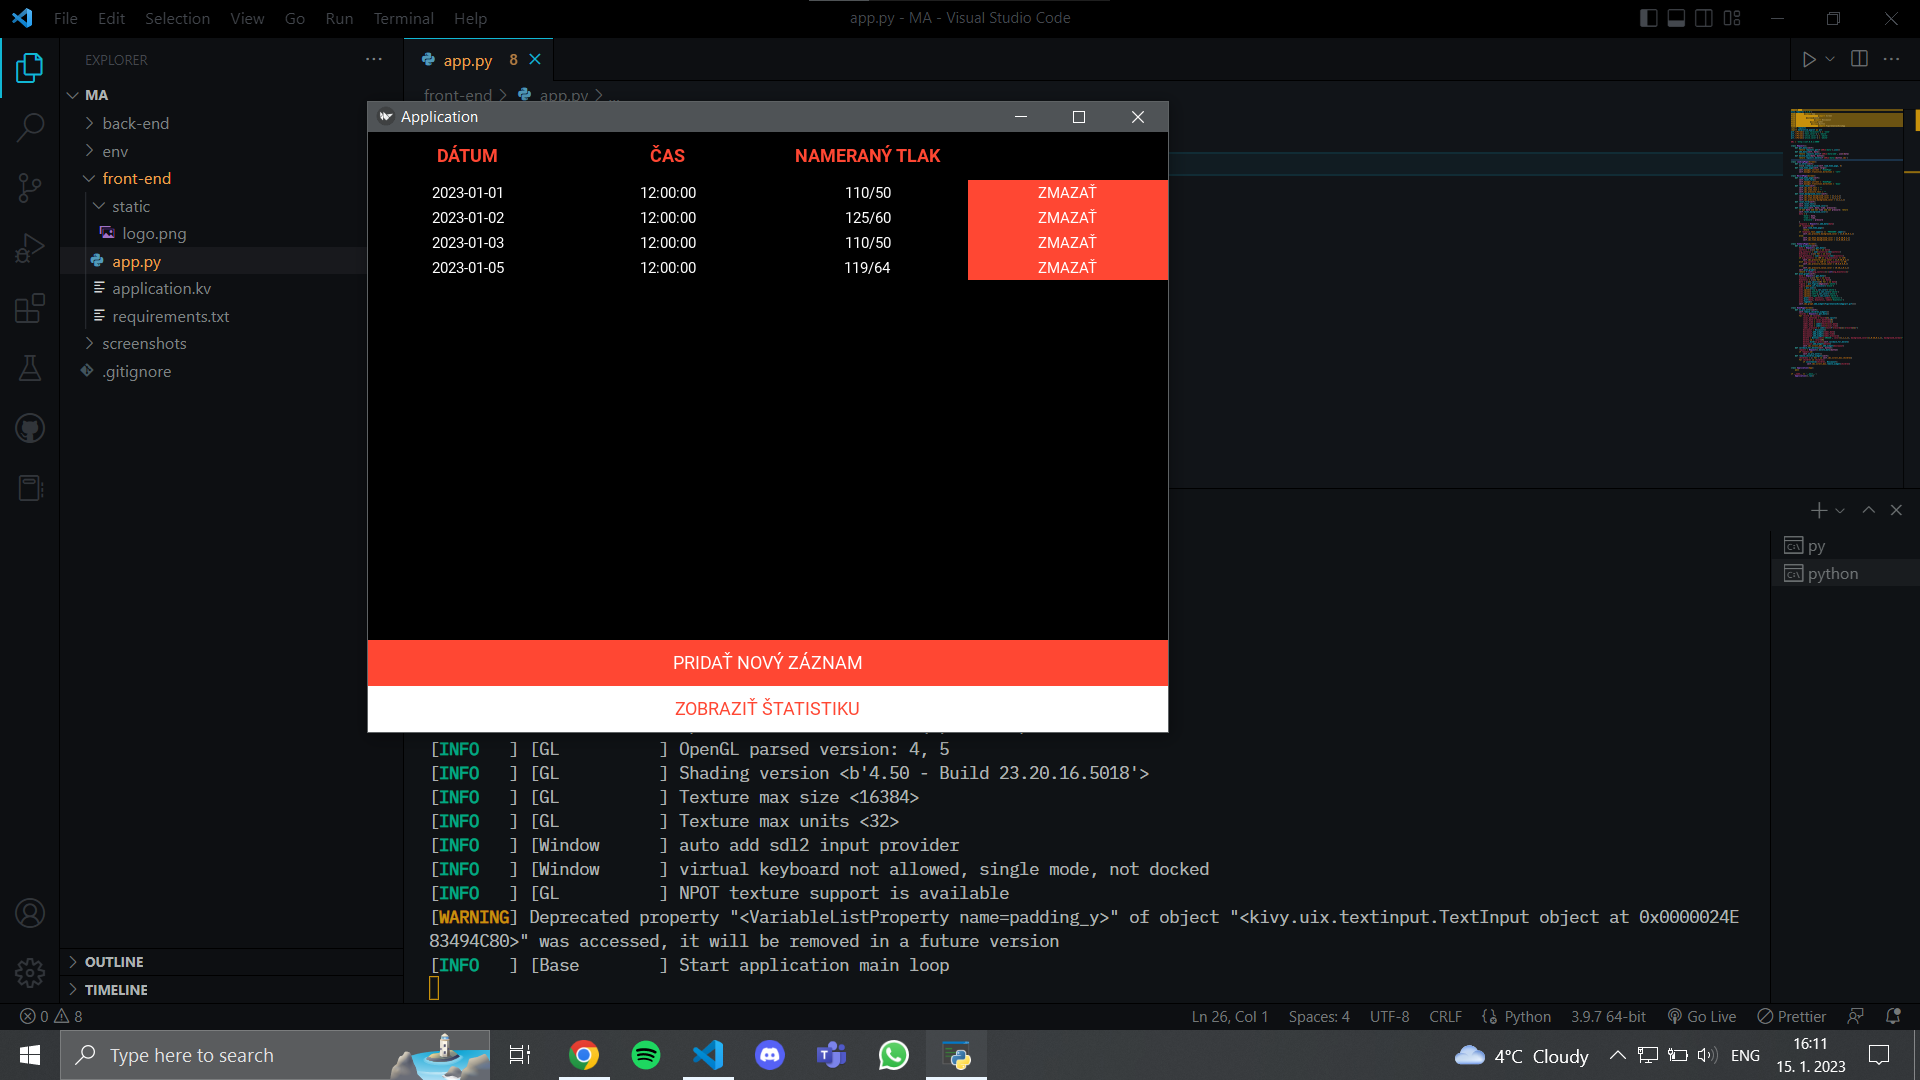 File Edit Selection View Go Run Terminal Help
app.py - MA - Visual Studio Code
EXPLORER
app.py 8
front-end > app.py > ...
MA
back-end
env
front-end
static
logo.png
app.py
application.kv
requirements.txt
screenshots
.gitignore
OUTLINE
TIMELINE
Application
DÁTUM ČAS NAMERANÝ TLAK
2023-01-01 12:00:00 110/50 ZMAZAŤ
2023-01-02 12:00:00 125/60 ZMAZAŤ
2023-01-03 12:00:00 110/50 ZMAZAŤ
2023-01-05 12:00:00 119/64 ZMAZAŤ
PRIDAŤ NOVÝ ZÁZNAM
ZOBRAZIŤ ŠTATISTIKU
py
python
[INFO   ] [GL          ] OpenGL parsed version: 4, 5
[INFO   ] [GL          ] Shading version <b'4.50 - Build 23.20.16.5018'>
[INFO   ] [GL          ] Texture max size <16384>
[INFO   ] [GL          ] Texture max units <32>
[INFO   ] [Window      ] auto add sdl2 input provider
[INFO   ] [Window      ] virtual keyboard not allowed, single mode, not docked
[INFO   ] [GL          ] NPOT texture support is available
[WARNING] Deprecated property "<VariableListProperty name=padding_y>" of object "<kivy.uix.textinput.TextInput object at 0x0000024E
83494C80>" was accessed, it will be removed in a future version
[INFO   ] [Base        ] Start application main loop
0 8
Ln 26, Col 1 Spaces: 4 UTF-8 CRLF Python 3.9.7 64-bit Go Live Prettier
Type here to search
4°C Cloudy
ENG
16:11
15. 1. 2023